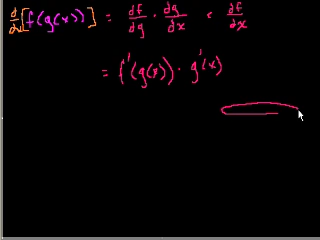 d/dx [f(g(x))] = df/dg · dg/dx = df/dx
= f'(g(x)) · g'(x)